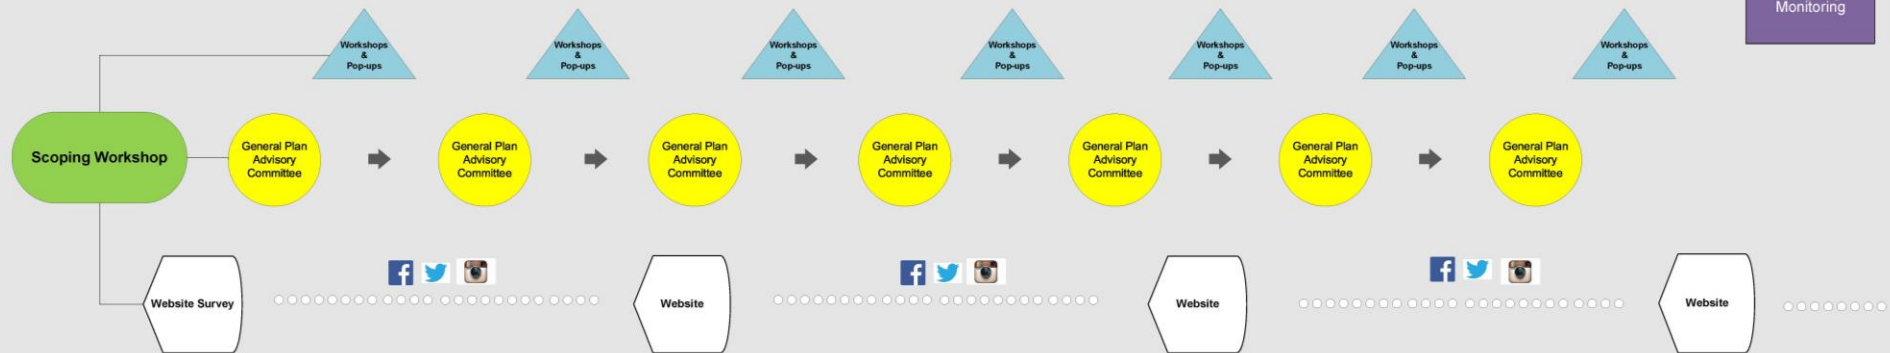 Monitoring
Workshops
&
Pop-ups
Workshops
&
Pop-ups
Workshops
&
Pop-ups
Workshops
&
Pop-ups
Workshops
&
Pop-ups
Workshops
&
Pop-ups
Workshops
&
Pop-ups
Scoping Workshop
General Plan
Advisory
Committee
General Plan
Advisory
Committee
General Plan
Advisory
Committee
General Plan
Advisory
Committee
General Plan
Advisory
Committee
General Plan
Advisory
Committee
General Plan
Advisory
Committee
Website Survey
Website
Website
Website